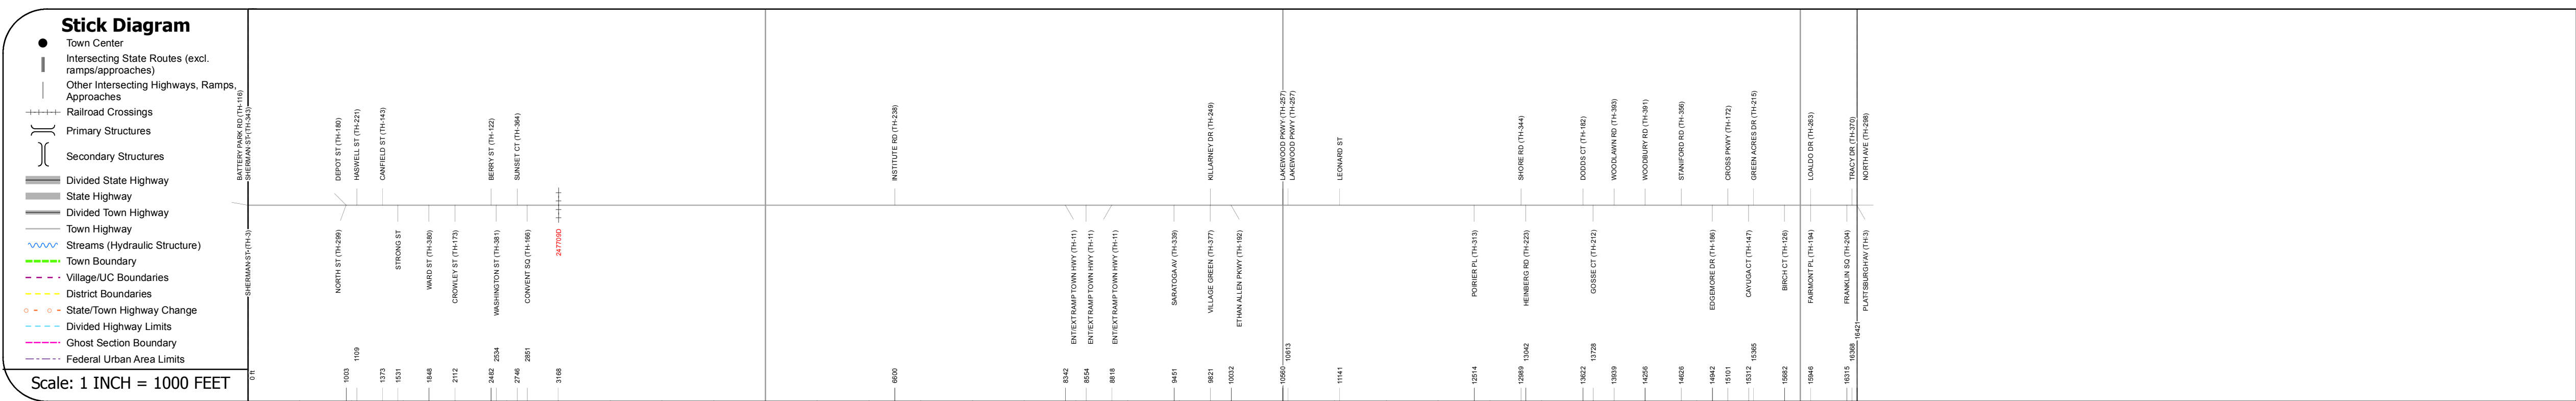 Stick Diagram
Town Center
Intersecting State Routes (excl.
ramps/approaches)
Other Intersecting Highways, Ramps,
Approaches
Railroad Crossings
Primary Structures
Secondary Structures
Divided State Highway
State Highway
Divided Town Highway
Town Highway
Streams (Hydraulic Structure)
Town Boundary
Village/UC Boundaries
District Boundaries
State/Town Highway Change
Divided Highway Limits
Ghost Section Boundary
Federal Urban Area Limits
Scale: 1 INCH = 1000 FEET
BATTERY PARK RD (TH-116)
SHERMAN ST (TH-343)
DEPOT ST (TH-180)
HASWELL ST (TH-221)
CANFIELD ST (TH-143)
BERRY ST (TH-122)
SUNSET CT (TH-364)
INSTITUTE RD (TH-238)
KILLARNEY DR (TH-249)
LAKEWOOD PKWY (TH-257)
LAKEWOOD PKWY (TH-257)
LEONARD ST
SHORE RD (TH-344)
DODDS CT (TH-182)
WOODLAWN RD (TH-393)
WOODBURY RD (TH-391)
STANIFORD RD (TH-356)
CROSS PKWY (TH-172)
GREEN ACRES DR (TH-215)
LOALDO DR (TH-263)
TRACY DR (TH-370)
NORTH AVE (TH-298)
SHERMAN ST (TH-3)
NORTH ST (TH-299)
STRONG ST
WARD ST (TH-380)
CROWLEY ST (TH-173)
WASHINGTON ST (TH-381)
CONVENT SQ (TH-166)
247709D
ENT/EXT RAMP TOWN HWY (TH-11)
ENT/EXT RAMP TOWN HWY (TH-11)
ENT/EXT RAMP TOWN HWY (TH-11)
SARATOGA AV (TH-339)
VILLAGE GREEN (TH-377)
ETHAN ALLEN PKWY (TH-192)
POIRIER PL (TH-313)
HEINBERG RD (TH-223)
GOSSE CT (TH-212)
EDGEMORE DR (TH-186)
CAYUGA CT (TH-147)
BIRCH CT (TH-126)
FAIRMONT PL (TH-194)
FRANKLIN SQ (TH-204)
PLATTSBURGH AV (TH-3)
0 ft
1003
1109
1373
1531
1848
2112
2482
2534
2746
2851
3168
6600
8342
8554
8818
9451
9821
10032
10560
10613
11141
12514
12989
13042
13622
13728
13939
14256
14626
14942
15101
15312
15365
15682
15946
16315
16368
16421